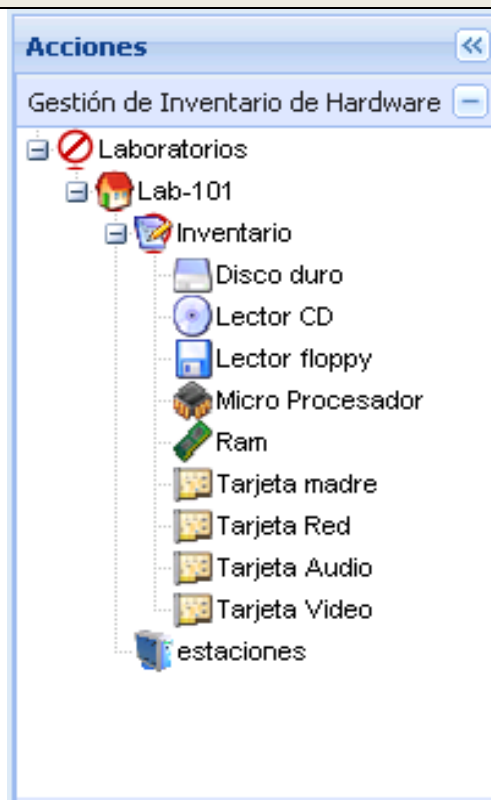 Acciones
Gestión de Inventario de Hardware
Laboratorios
Lab-101
Inventario
Disco duro
Lector CD
Lector floppy
Micro Procesador
Ram
Tarjeta madre
Tarjeta Red
Tarjeta Audio
Tarjeta Video
estaciones